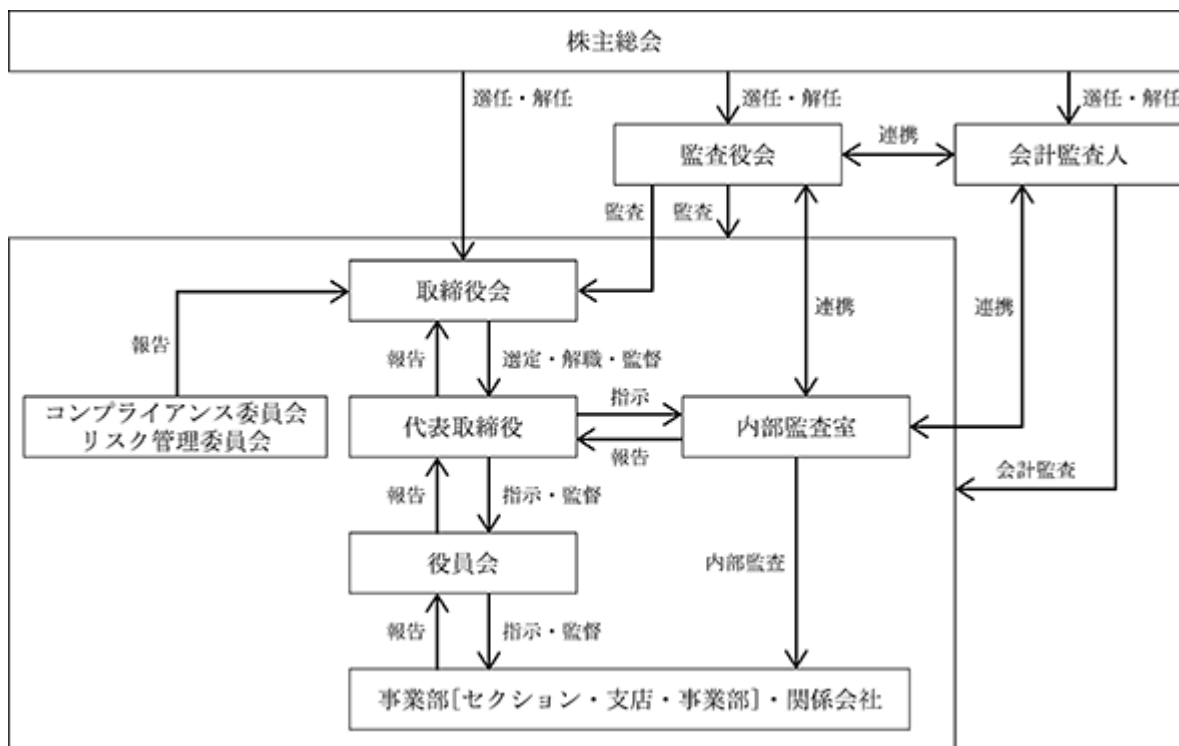 株主総会
選任・解任
選任・解任
選任・解任
監査役会
連携
会計監査人
監査
監査
取締役会
連携
連携
報告
報告
選定・解職・監督
指示
コンプライアンス委員会
リスク管理委員会
代表取締役
内部監査室
報告
会計監査
報告
指示・監督
役員会
内部監査
報告
指示・監督
事業部[セクション・支店・事業部]・関係会社